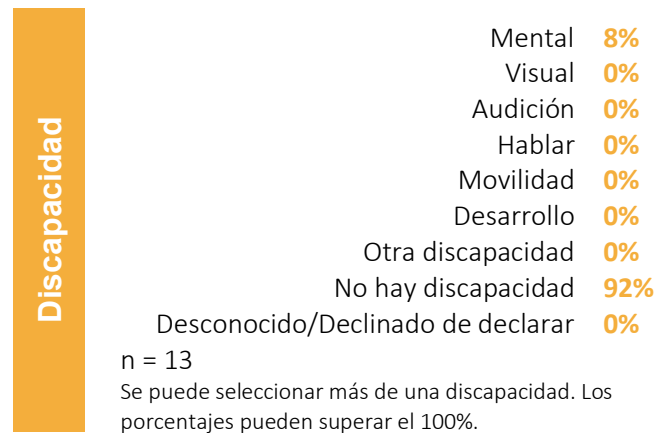 Discapacidad
Mental 8%
Visual 0%
Audición 0%
Hablar 0%
Movilidad 0%
Desarrollo 0%
Otra discapacidad 0%
No hay discapacidad 92%
Desconocido/Declinado de declarar 0%
n = 13
Se puede seleccionar más de una discapacidad. Los
porcentajes pueden superar el 100%.